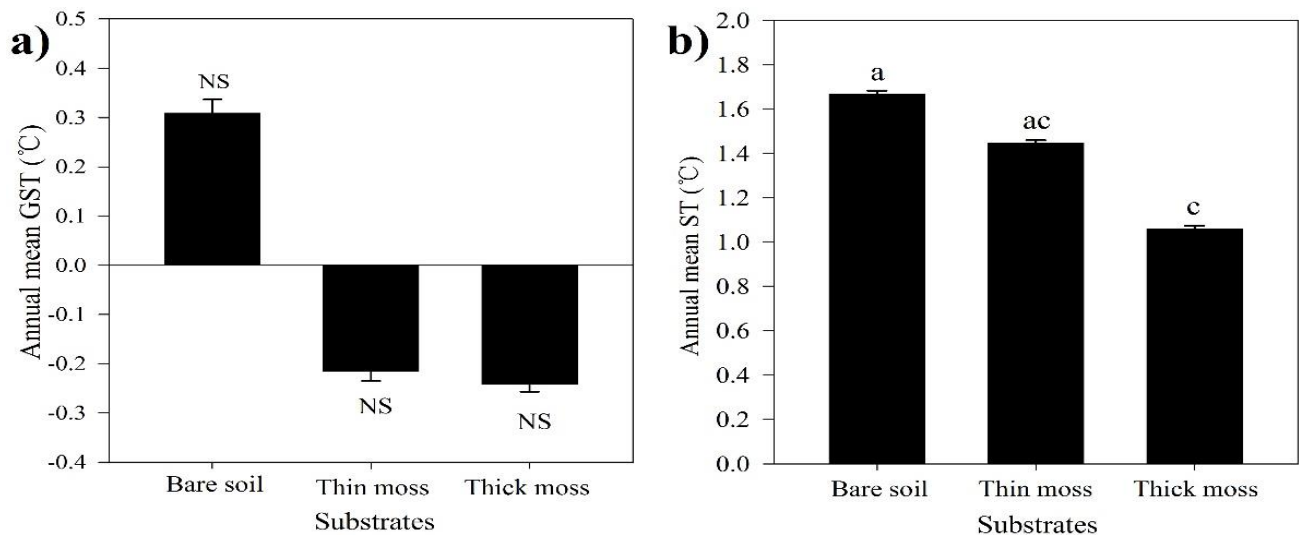 a)
Annual mean GST (℃)
0.5
0.4
0.3
0.2
0.1
0.0
-0.1
-0.2
-0.3
-0.4
NS
NS
NS
Bare soil
Thin moss
Thick moss
Substrates
b)
Annual mean ST (℃)
2.0
1.8
1.6
1.4
1.2
1.0
0.8
0.6
0.4
0.2
0.0
a
ac
c
Bare soil
Thin moss
Thick moss
Substrates